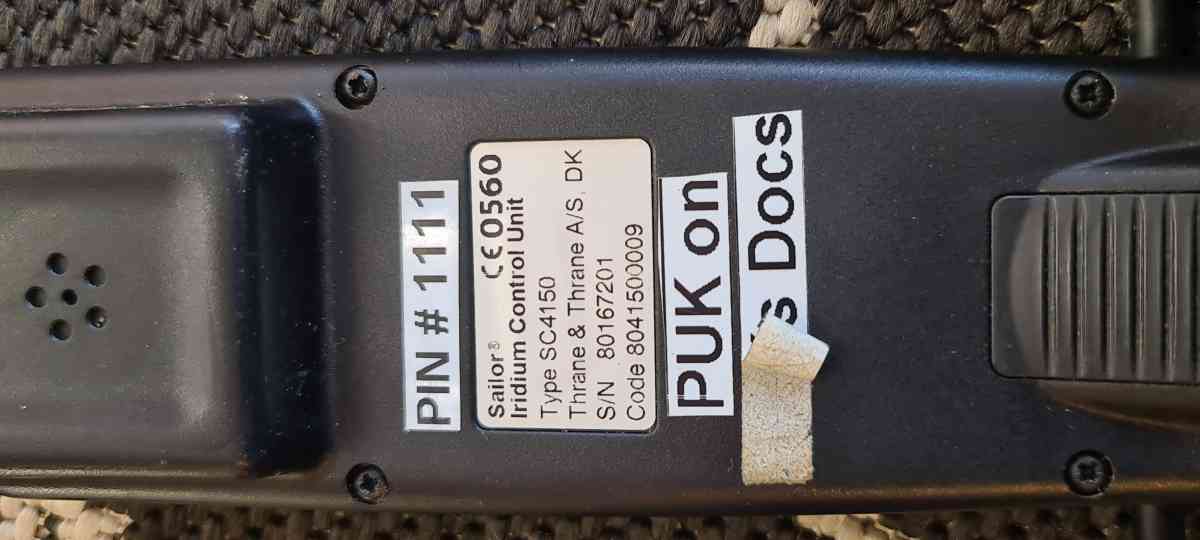 PIN # 1111
Sailor® CE 0560
Iridium Control Unit
Type SC4150
Thrane & Thrane A/S, DK
S/N 80167201
Code 8041500009
PUK on
Docs